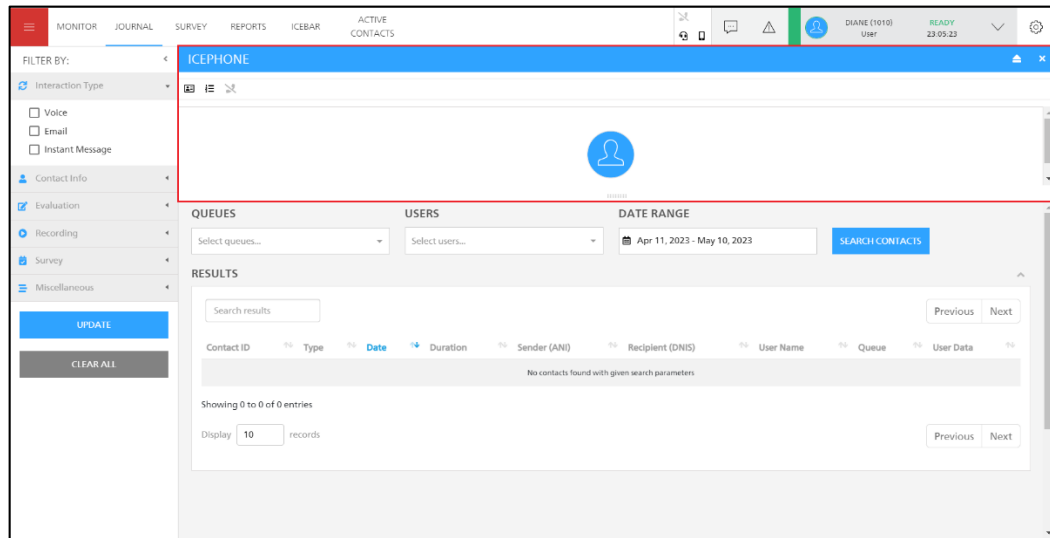 MONITOR JOURNAL SURVEY REPORTS ICEBAR ACTIVE CONTACTS
DIANE (1010)
User
READY
23:05:23
FILTER BY:
Interaction Type
Voice
Email
Instant Message
Contact Info
Evaluation
Recording
Survey
Miscellaneous
UPDATE
CLEAR ALL
ICEPHONE
QUEUES USERS DATE RANGE
Select queues... Select users... Apr 11, 2023 - May 10, 2023 SEARCH CONTACTS
RESULTS
Search results Previous Next
Contact ID Type Date Duration Sender (ANI) Recipient (DNIS) User Name Queue User Data
No contacts found with given search parameters
Showing 0 to 0 of 0 entries
Display 10 records Previous Next